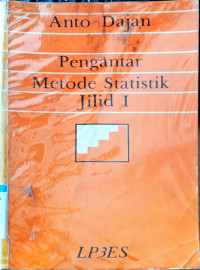 Anto Dajan
Pengantar
Metode Statistik
Jilid I
LP3ES